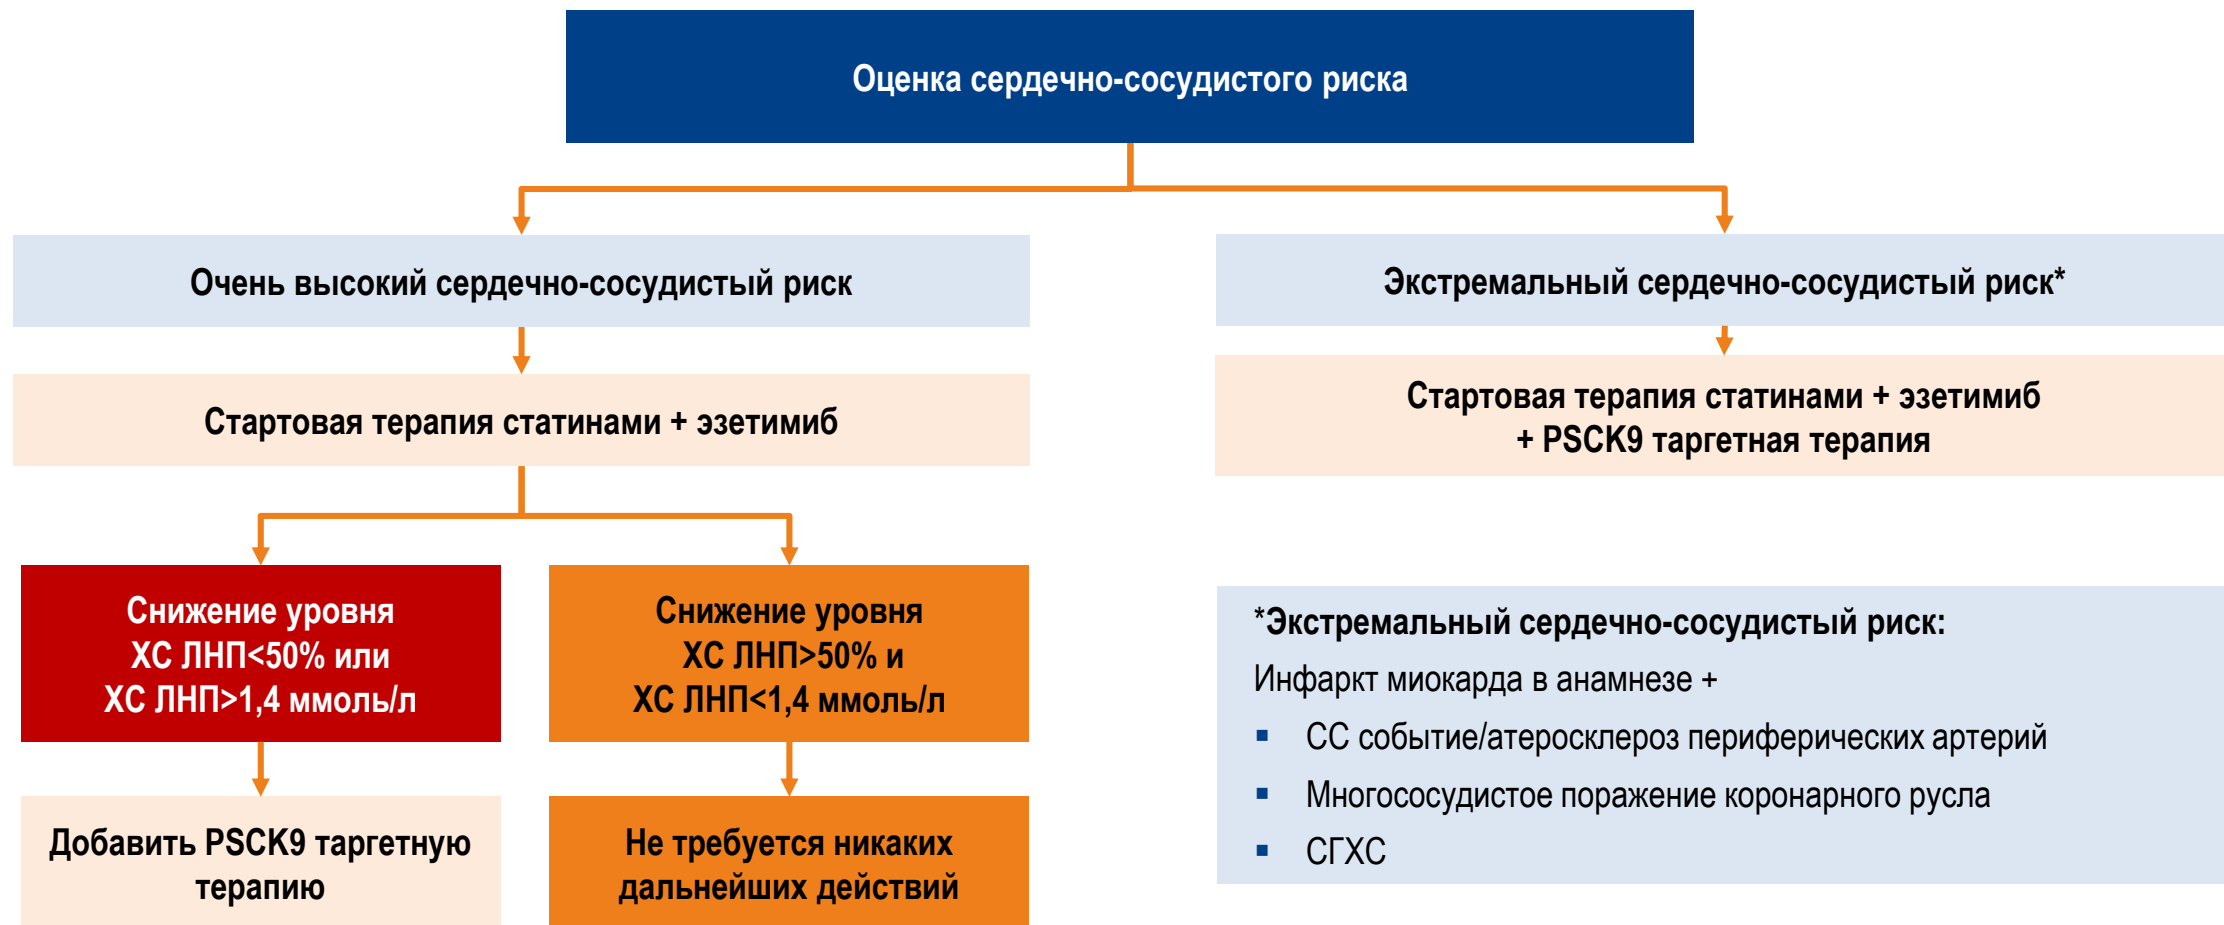 Оценка сердечно-сосудистого риска
Очень высокий сердечно-сосудистый риск
Экстремальный сердечно-сосудистый риск*
Стартовая терапия статинами + эзетимиб
Стартовая терапия статинами + эзетимиб
+ PSCK9 таргетная терапия
Снижение уровня
ХС ЛНП<50% или
ХС ЛНП>1,4 ммоль/л
Снижение уровня
ХС ЛНП>50% и
ХС ЛНП<1,4 ммоль/л
Добавить PSCK9 таргетную
терапию
Не требуется никаких
дальнейших действий
*Экстремальный сердечно-сосудистый риск:
Инфаркт миокарда в анамнезе +
▪ СС событие/атеросклероз периферических артерий
▪ Многососудистое поражение коронарного русла
▪ СГХС